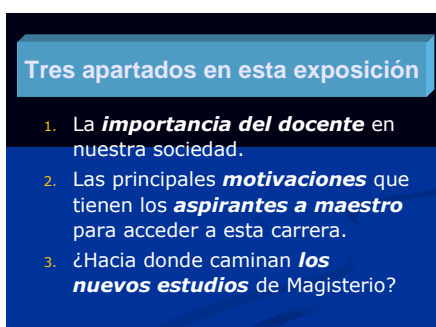 Tres apartados en esta exposición
1. La importancia del docente en
nuestra sociedad.
2. Las principales motivaciones que
tienen los aspirantes a maestro
para acceder a esta carrera.
3. ¿Hacia donde caminan los
nuevos estudios de Magisterio?